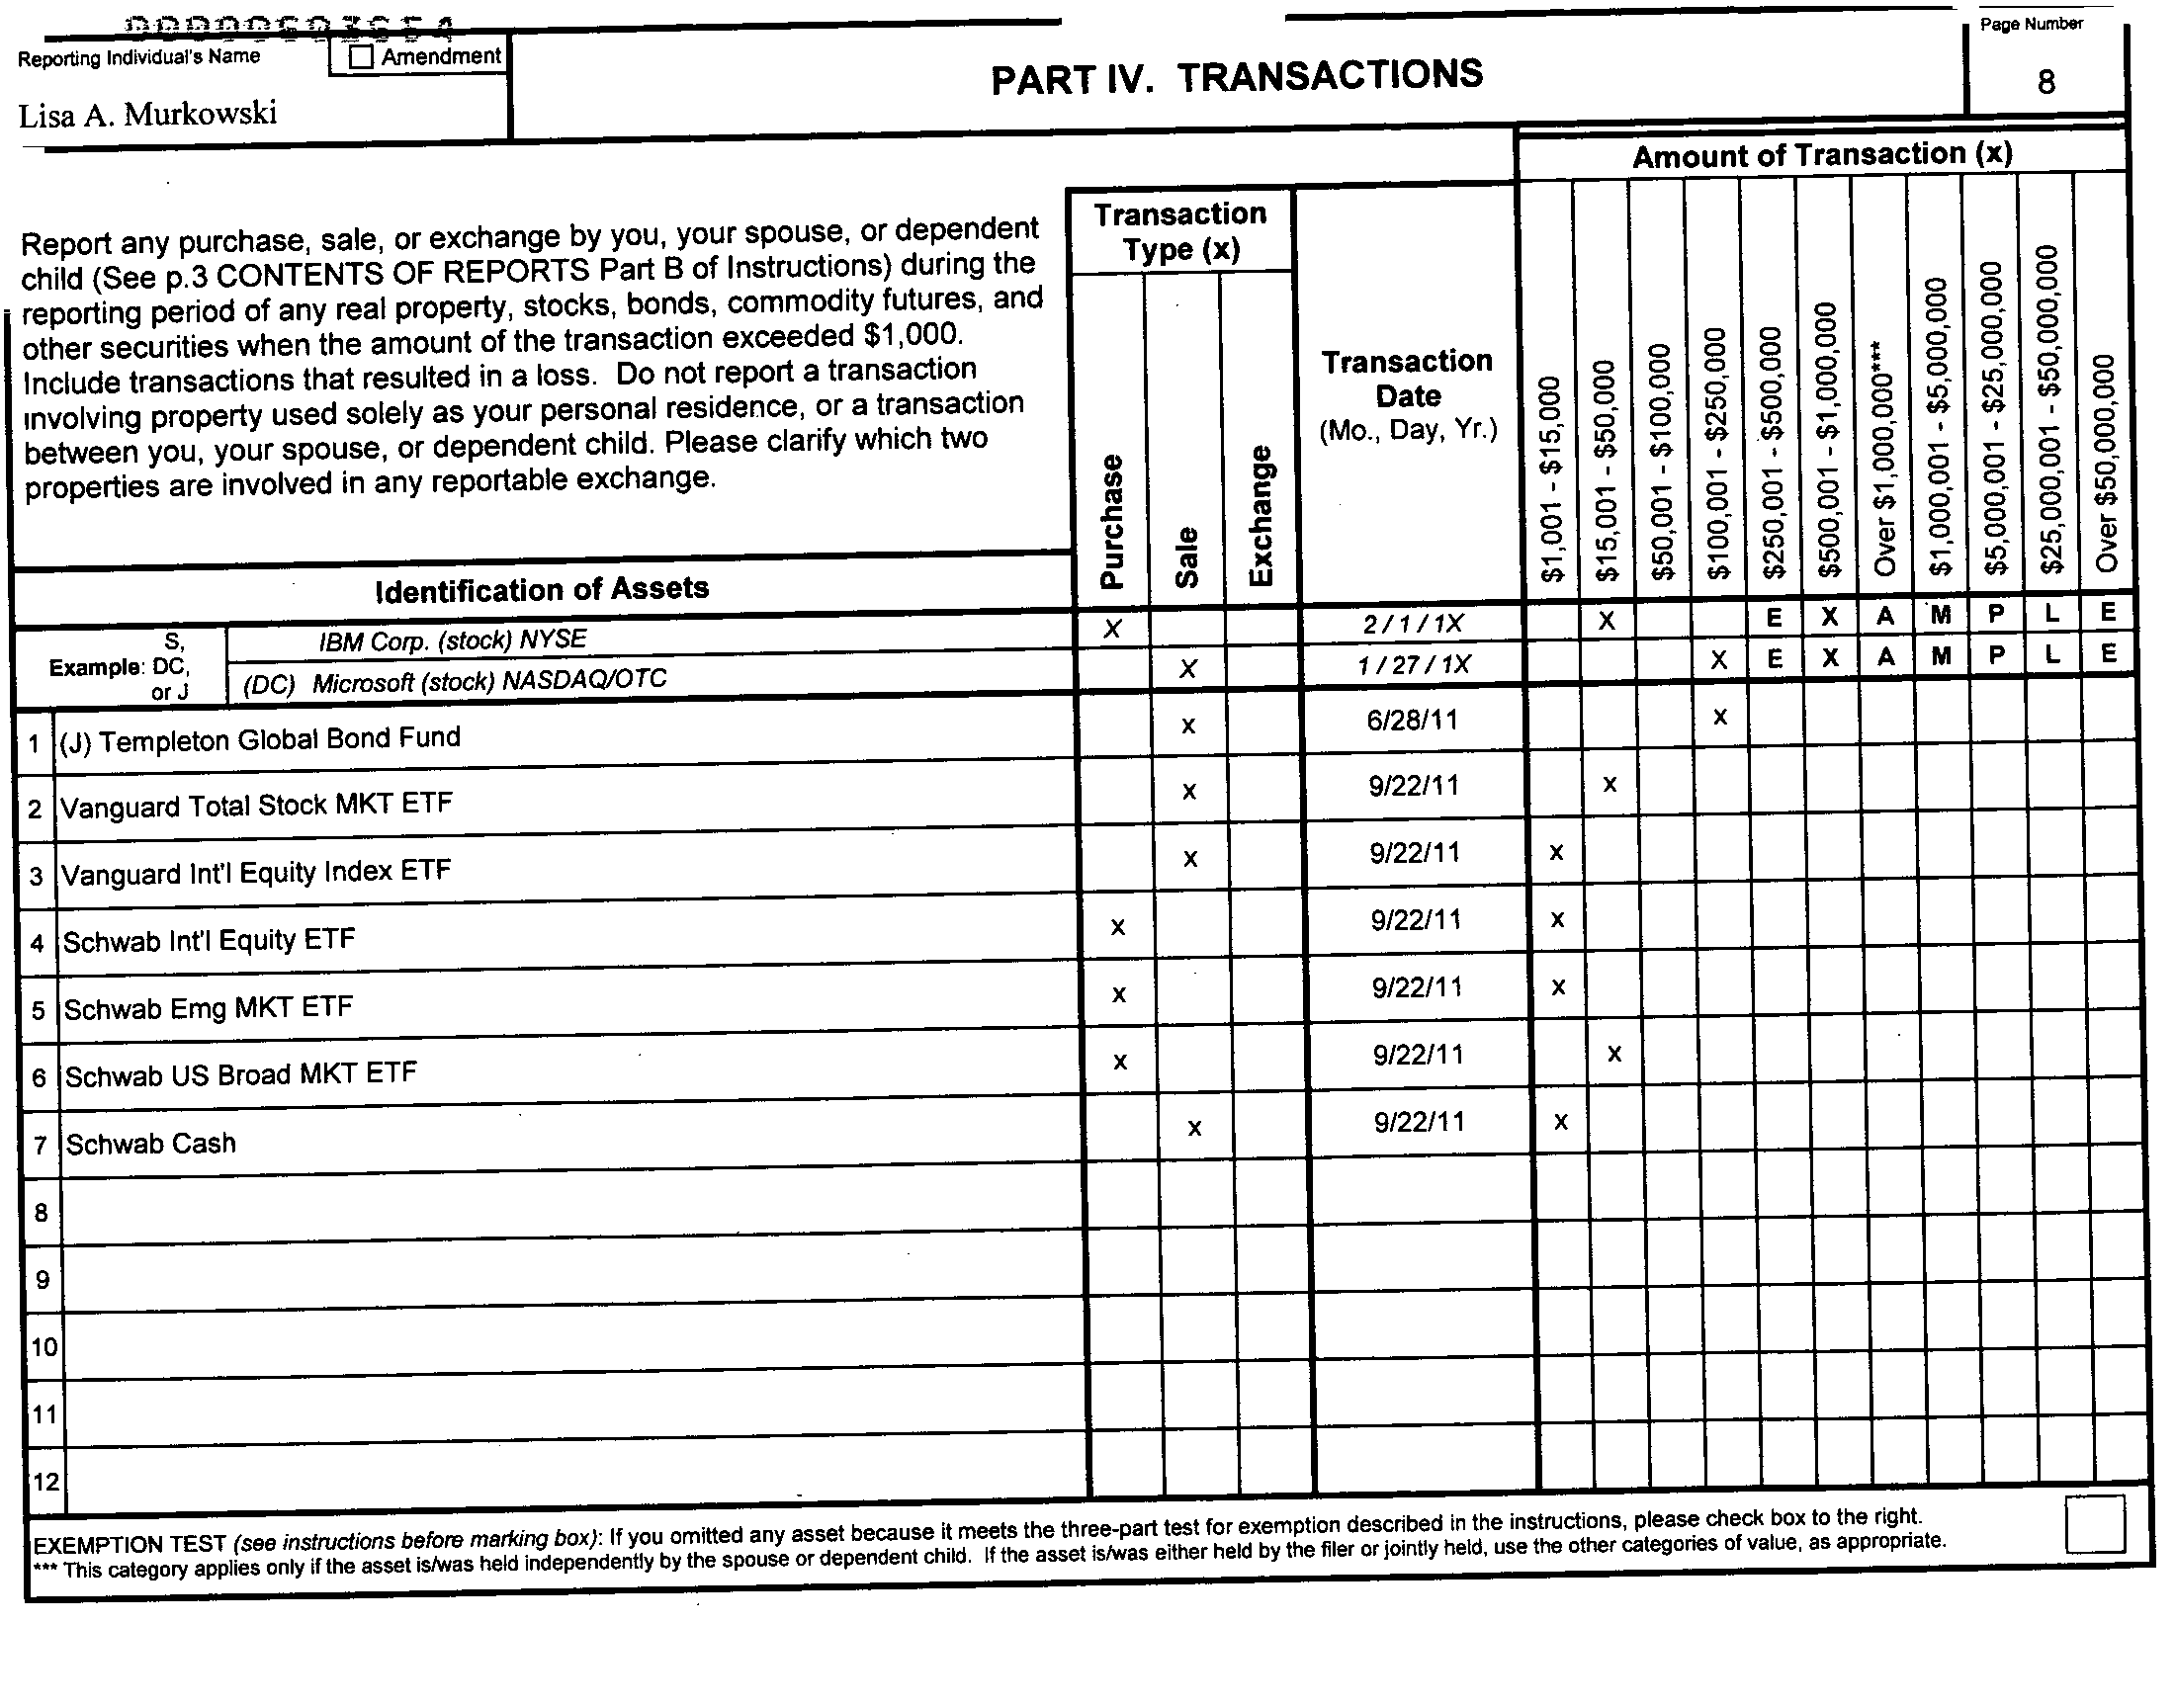 Reporting Individual's Name
Amendment
Lisa A. Murkowski
PART IV. TRANSACTIONS
Page Number
8
Report any purchase, sale, or exchange by you, your spouse, or dependent
child (See p.3 CONTENTS OF REPORTS Part B of Instructions) during the
reporting period of any real property, stocks, bonds, commodity futures, and
other securities when the amount of the transaction exceeded $1,000.
Include transactions that resulted in a loss. Do not report a transaction
involving property used solely as your personal residence, or a transaction
between you, your spouse, or dependent child. Please clarify which two
properties are involved in any reportable exchange.
Identification of Assets
Transaction
Type (x)
Purchase
Sale
Exchange
Transaction
Date
(Mo., Day, Yr.)
Amount of Transaction (x)
$1,001 - $15,000
$15,001 - $50,000
$50,001 - $100,000
$100,001 - $250,000
$250,001 - $500,000
$500,001 - $1,000,000
Over $1,000,000***
$1,000,001 - $5,000,000
$5,000,001 - $25,000,000
$25,000,001 - $50,000,000
Over $50,000,000
Example: S, DC, or J
IBM Corp. (stock) NYSE X 2 / 1 / 1X X E X A M P L E
(DC) Microsoft (stock) NASDAQ/OTC X 1 / 27 / 1X X E X A M P L E
1 (J) Templeton Global Bond Fund x 6/28/11 x
2 Vanguard Total Stock MKT ETF x 9/22/11 x
3 Vanguard Int'l Equity Index ETF x 9/22/11 x
4 Schwab Int'l Equity ETF x 9/22/11 x
5 Schwab Emg MKT ETF x 9/22/11 x
6 Schwab US Broad MKT ETF x 9/22/11 x
7 Schwab Cash x 9/22/11 x
8
9
10
11
12
EXEMPTION TEST (see instructions before marking box): If you omitted any asset because it meets the three-part test for exemption described in the instructions, please check box to the right.
*** This category applies only if the asset is/was held independently by the spouse or dependent child. If the asset is/was either held by the filer or jointly held, use the other categories of value, as appropriate.